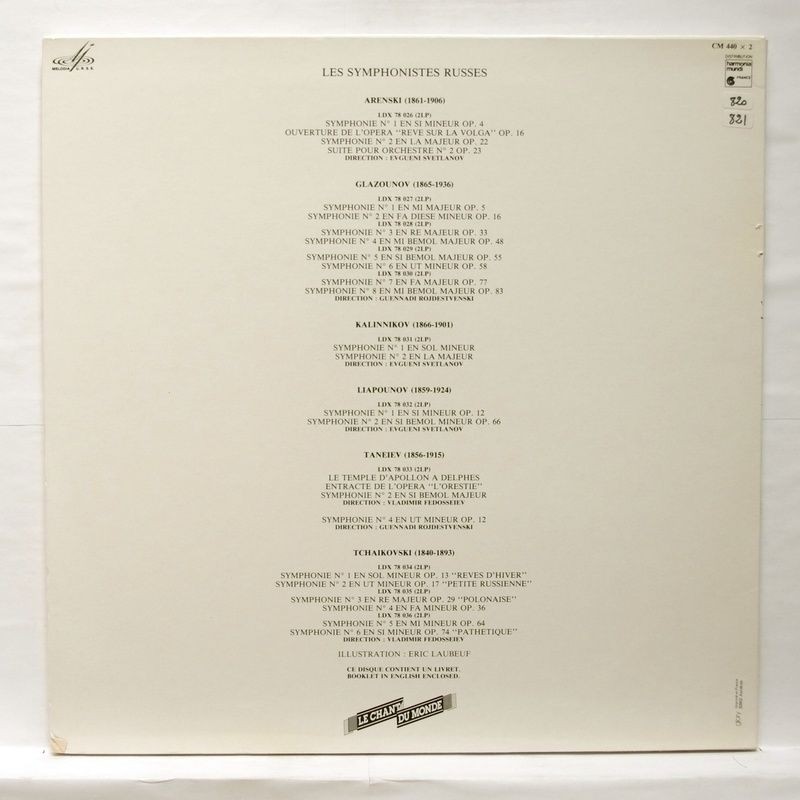 MELODIA U.R.S.S.
CM 440 x 2
DISTRIBUTION
harmonia
mundi
FRANCE
820
821
LES SYMPHONISTES RUSSES
ARENSKI (1861-1906)
LDX 78 026 (2LP)
SYMPHONIE N° 1 EN SI MINEUR OP. 4
OUVERTURE DE L'OPERA "REVE SUR LA VOLGA" OP. 16
SYMPHONIE N° 2 EN LA MAJEUR OP. 22
SUITE POUR ORCHESTRE N° 2 OP. 23
DIRECTION : EVGUENI SVETLANOV
GLAZOUNOV (1865-1936)
LDX 78 027 (2LP)
SYMPHONIE N° 1 EN MI MAJEUR OP. 5
SYMPHONIE N° 2 EN FA DIESE MINEUR OP. 16
LDX 78 028 (2LP)
SYMPHONIE N° 3 EN RE MAJEUR OP. 33
SYMPHONIE N° 4 EN MI BEMOL MAJEUR OP. 48
LDX 78 029 (2LP)
SYMPHONIE N° 5 EN SI BEMOL MAJEUR OP. 55
SYMPHONIE N° 6 EN UT MINEUR OP. 58
LDX 78 030 (2LP)
SYMPHONIE N° 7 EN FA MAJEUR OP. 77
SYMPHONIE N° 8 EN MI BEMOL MAJEUR OP. 83
DIRECTION : GUENNADI ROJDESTVENSKI
KALINNIKOV (1866-1901)
LDX 78 031 (2LP)
SYMPHONIE N° 1 EN SOL MINEUR
SYMPHONIE N° 2 EN LA MAJEUR
DIRECTION : EVGUENI SVETLANOV
LIAPOUNOV (1859-1924)
LDX 78 032 (2LP)
SYMPHONIE N° 1 EN SI MINEUR OP. 12
SYMPHONIE N° 2 EN SI BEMOL MINEUR OP. 66
DIRECTION : EVGUENI SVETLANOV
TANEIEV (1856-1915)
LDX 78 033 (2LP)
LE TEMPLE D'APOLLON A DELPHES
ENTRACTE DE L'OPERA "L'ORESTIE"
SYMPHONIE N° 2 EN SI BEMOL MAJEUR
DIRECTION : VLADIMIR FEDOSSEIEV
SYMPHONIE N° 4 EN UT MINEUR OP. 12
DIRECTION : GUENNADI ROJDESTVENSKI
TCHAIKOVSKI (1840-1893)
LDX 78 034 (2LP)
SYMPHONIE N° 1 EN SOL MINEUR OP. 13 "REVES D'HIVER"
SYMPHONIE N° 2 EN UT MINEUR OP. 17 "PETITE RUSSIENNE"
LDX 78 035 (2LP)
SYMPHONIE N° 3 EN RE MAJEUR OP. 29 "POLONAISE"
SYMPHONIE N° 4 EN FA MINEUR OP. 36
LDX 78 036 (2LP)
SYMPHONIE N° 5 EN MI MINEUR OP. 64
SYMPHONIE N° 6 EN SI MINEUR OP. 74 "PATHETIQUE"
DIRECTION : VLADIMIR FEDOSSEIEV
ILLUSTRATION : ERIC LAUBEUF
CE DISQUE CONTIENT UN LIVRET.
BOOKLET IN ENGLISH ENCLOSED.
LE CHANT
DU MONDE